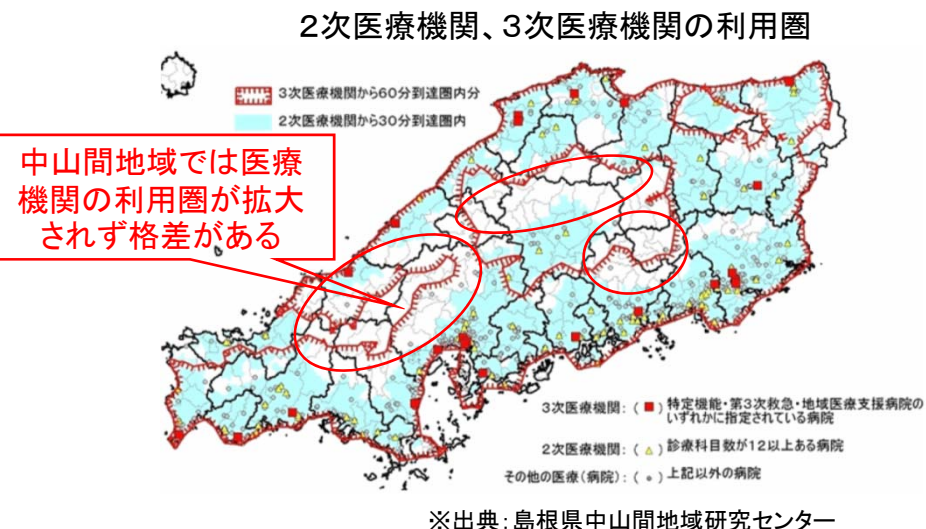 2次医療機関、3次医療機関の利用圏
3次医療機関から60分到達圏内分
2次医療機関から30分到達圏内
中山間地域では医療
機関の利用圏が拡大
されず格差がある
3次医療機関:(■)特定機能・第3次救急・地域医療支援病院の
いずれかに指定されている病院
2次医療機関:(△)診療科目数が12以上ある病院
その他の医療(病院):(∘)上記以外の病院
※出典:島根県中山間地域研究センター